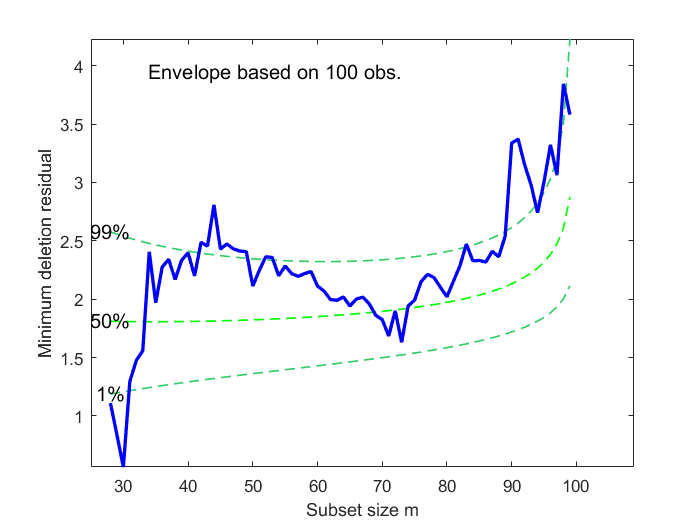 Envelope based on 100 obs.
4
3.5
3
99%
2.5
2
50%
1.5
1%
1
30 40 50 60 70 80 90 100
Subset size m
Minimum deletion residual